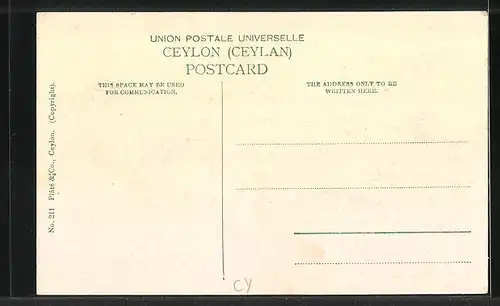 UNION POSTALE UNIVERSELLE
CEYLON (CEYLAN)
POSTCARD
THIS SPACE MAY BE USED
FOR COMMUNICATION.
THE ADDRESS ONLY TO BE
WRITTEN HERE.
No. 211 Plâté & Co., Ceylon. (Copyright).
CY